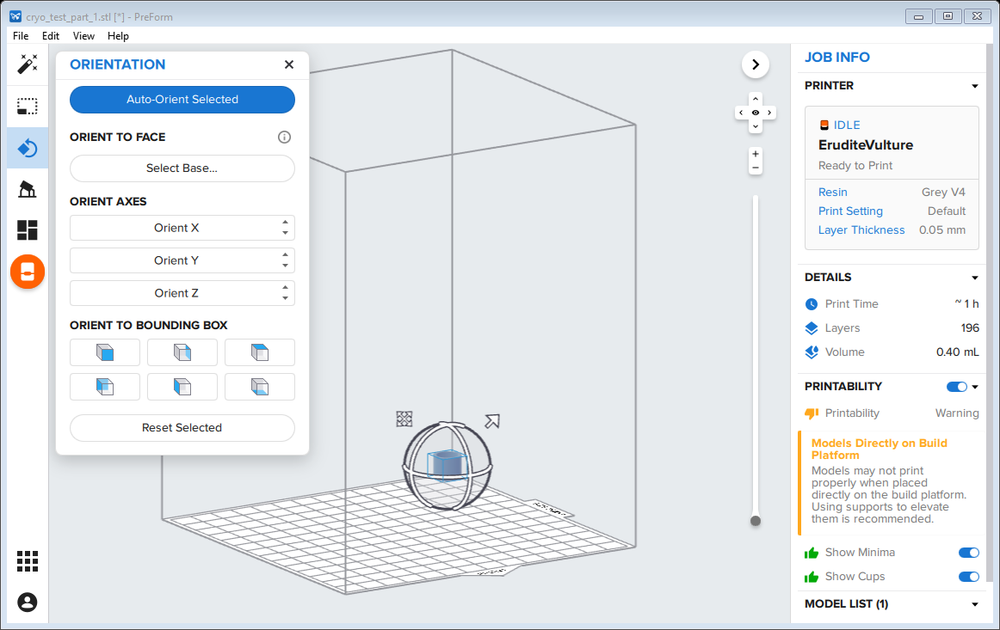 cryo_test_part_1.stl [*] - PreForm
File Edit View Help
ORIENTATION
Auto-Orient Selected
ORIENT TO FACE
Select Base...
ORIENT AXES
Orient X
Orient Y
Orient Z
ORIENT TO BOUNDING BOX
Reset Selected
JOB INFO
PRINTER
IDLE
EruditeVulture
Ready to Print
Resin Grey V4
Print Setting Default
Layer Thickness 0.05 mm
DETAILS
Print Time ~ 1 h
Layers 196
Volume 0.40 mL
PRINTABILITY
Printability Warning
Models Directly on Build
Platform
Models may not print
properly when placed
directly on the build platform.
Using supports to elevate
them is recommended.
Show Minima
Show Cups
MODEL LIST (1)